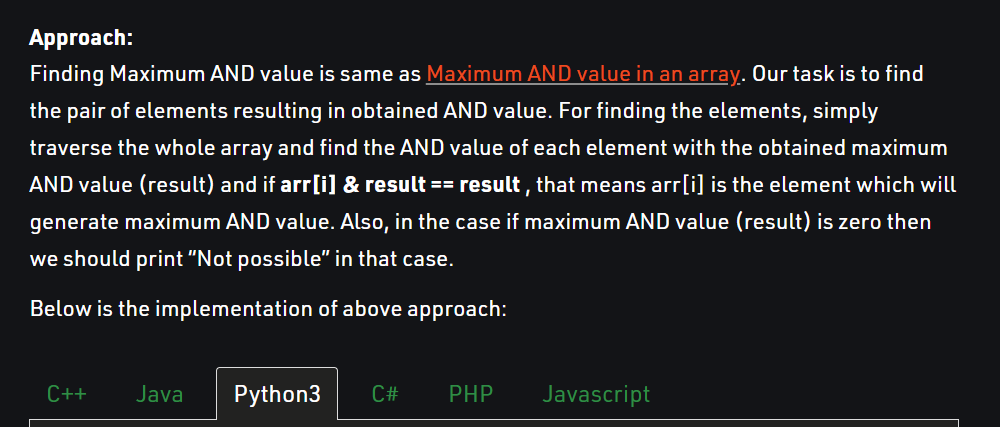 Approach:
Finding Maximum AND value is same as Maximum AND value in an array. Our task is to find
the pair of elements resulting in obtained AND value. For finding the elements, simply
traverse the whole array and find the AND value of each element with the obtained maximum
AND value (result) and if arr[i] & result == result , that means arr[i] is the element which will
generate maximum AND value. Also, in the case if maximum AND value (result) is zero then
we should print “Not possible” in that case.
Below is the implementation of above approach:
C++ Java Python3 C# PHP Javascript